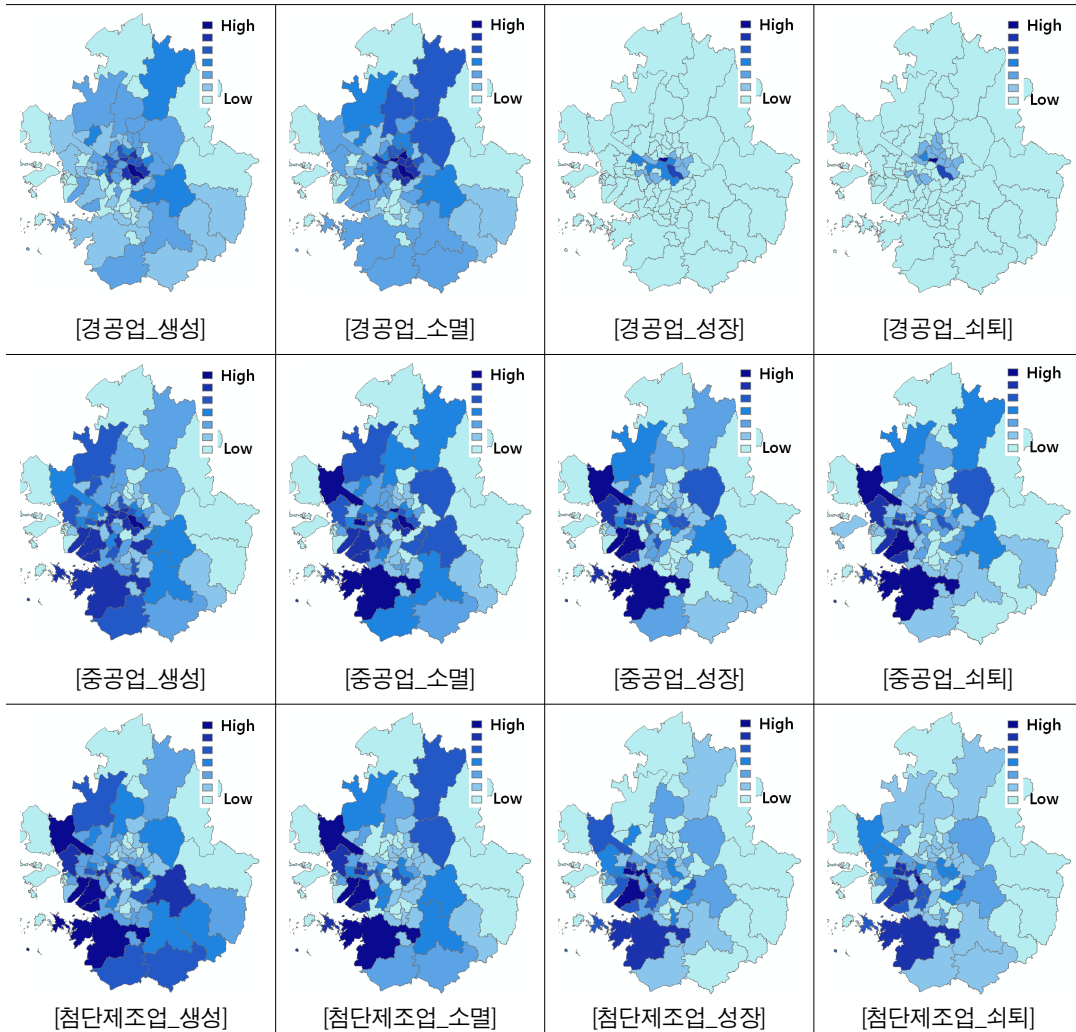 High
Low
[경공업_생성]
High
Low
[경공업_소멸]
High
Low
[경공업_성장]
High
Low
[경공업_쇠퇴]
High
Low
[중공업_생성]
High
Low
[중공업_소멸]
High
Low
[중공업_성장]
High
Low
[중공업_쇠퇴]
High
Low
[첨단제조업_생성]
High
Low
[첨단제조업_소멸]
High
Low
[첨단제조업_성장]
High
Low
[첨단제조업_쇠퇴]